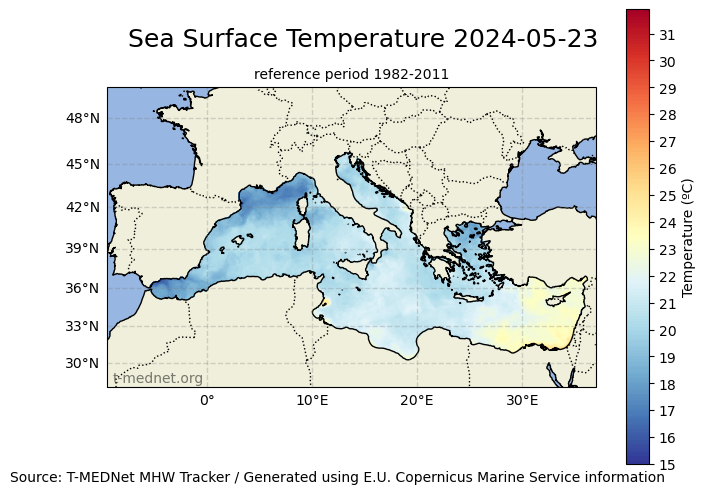 Sea Surface Temperature 2024-05-23
reference period 1982-2011
48°N
45°N
42°N
39°N
36°N
33°N
30°N
t-mednet.org
0°
10°E
20°E
30°E
31
30
29
28
27
26
25
24
23
22
21
20
19
18
17
16
15
Temperature (ºC)
Source: T-MEDNet MHW Tracker / Generated using E.U. Copernicus Marine Service information